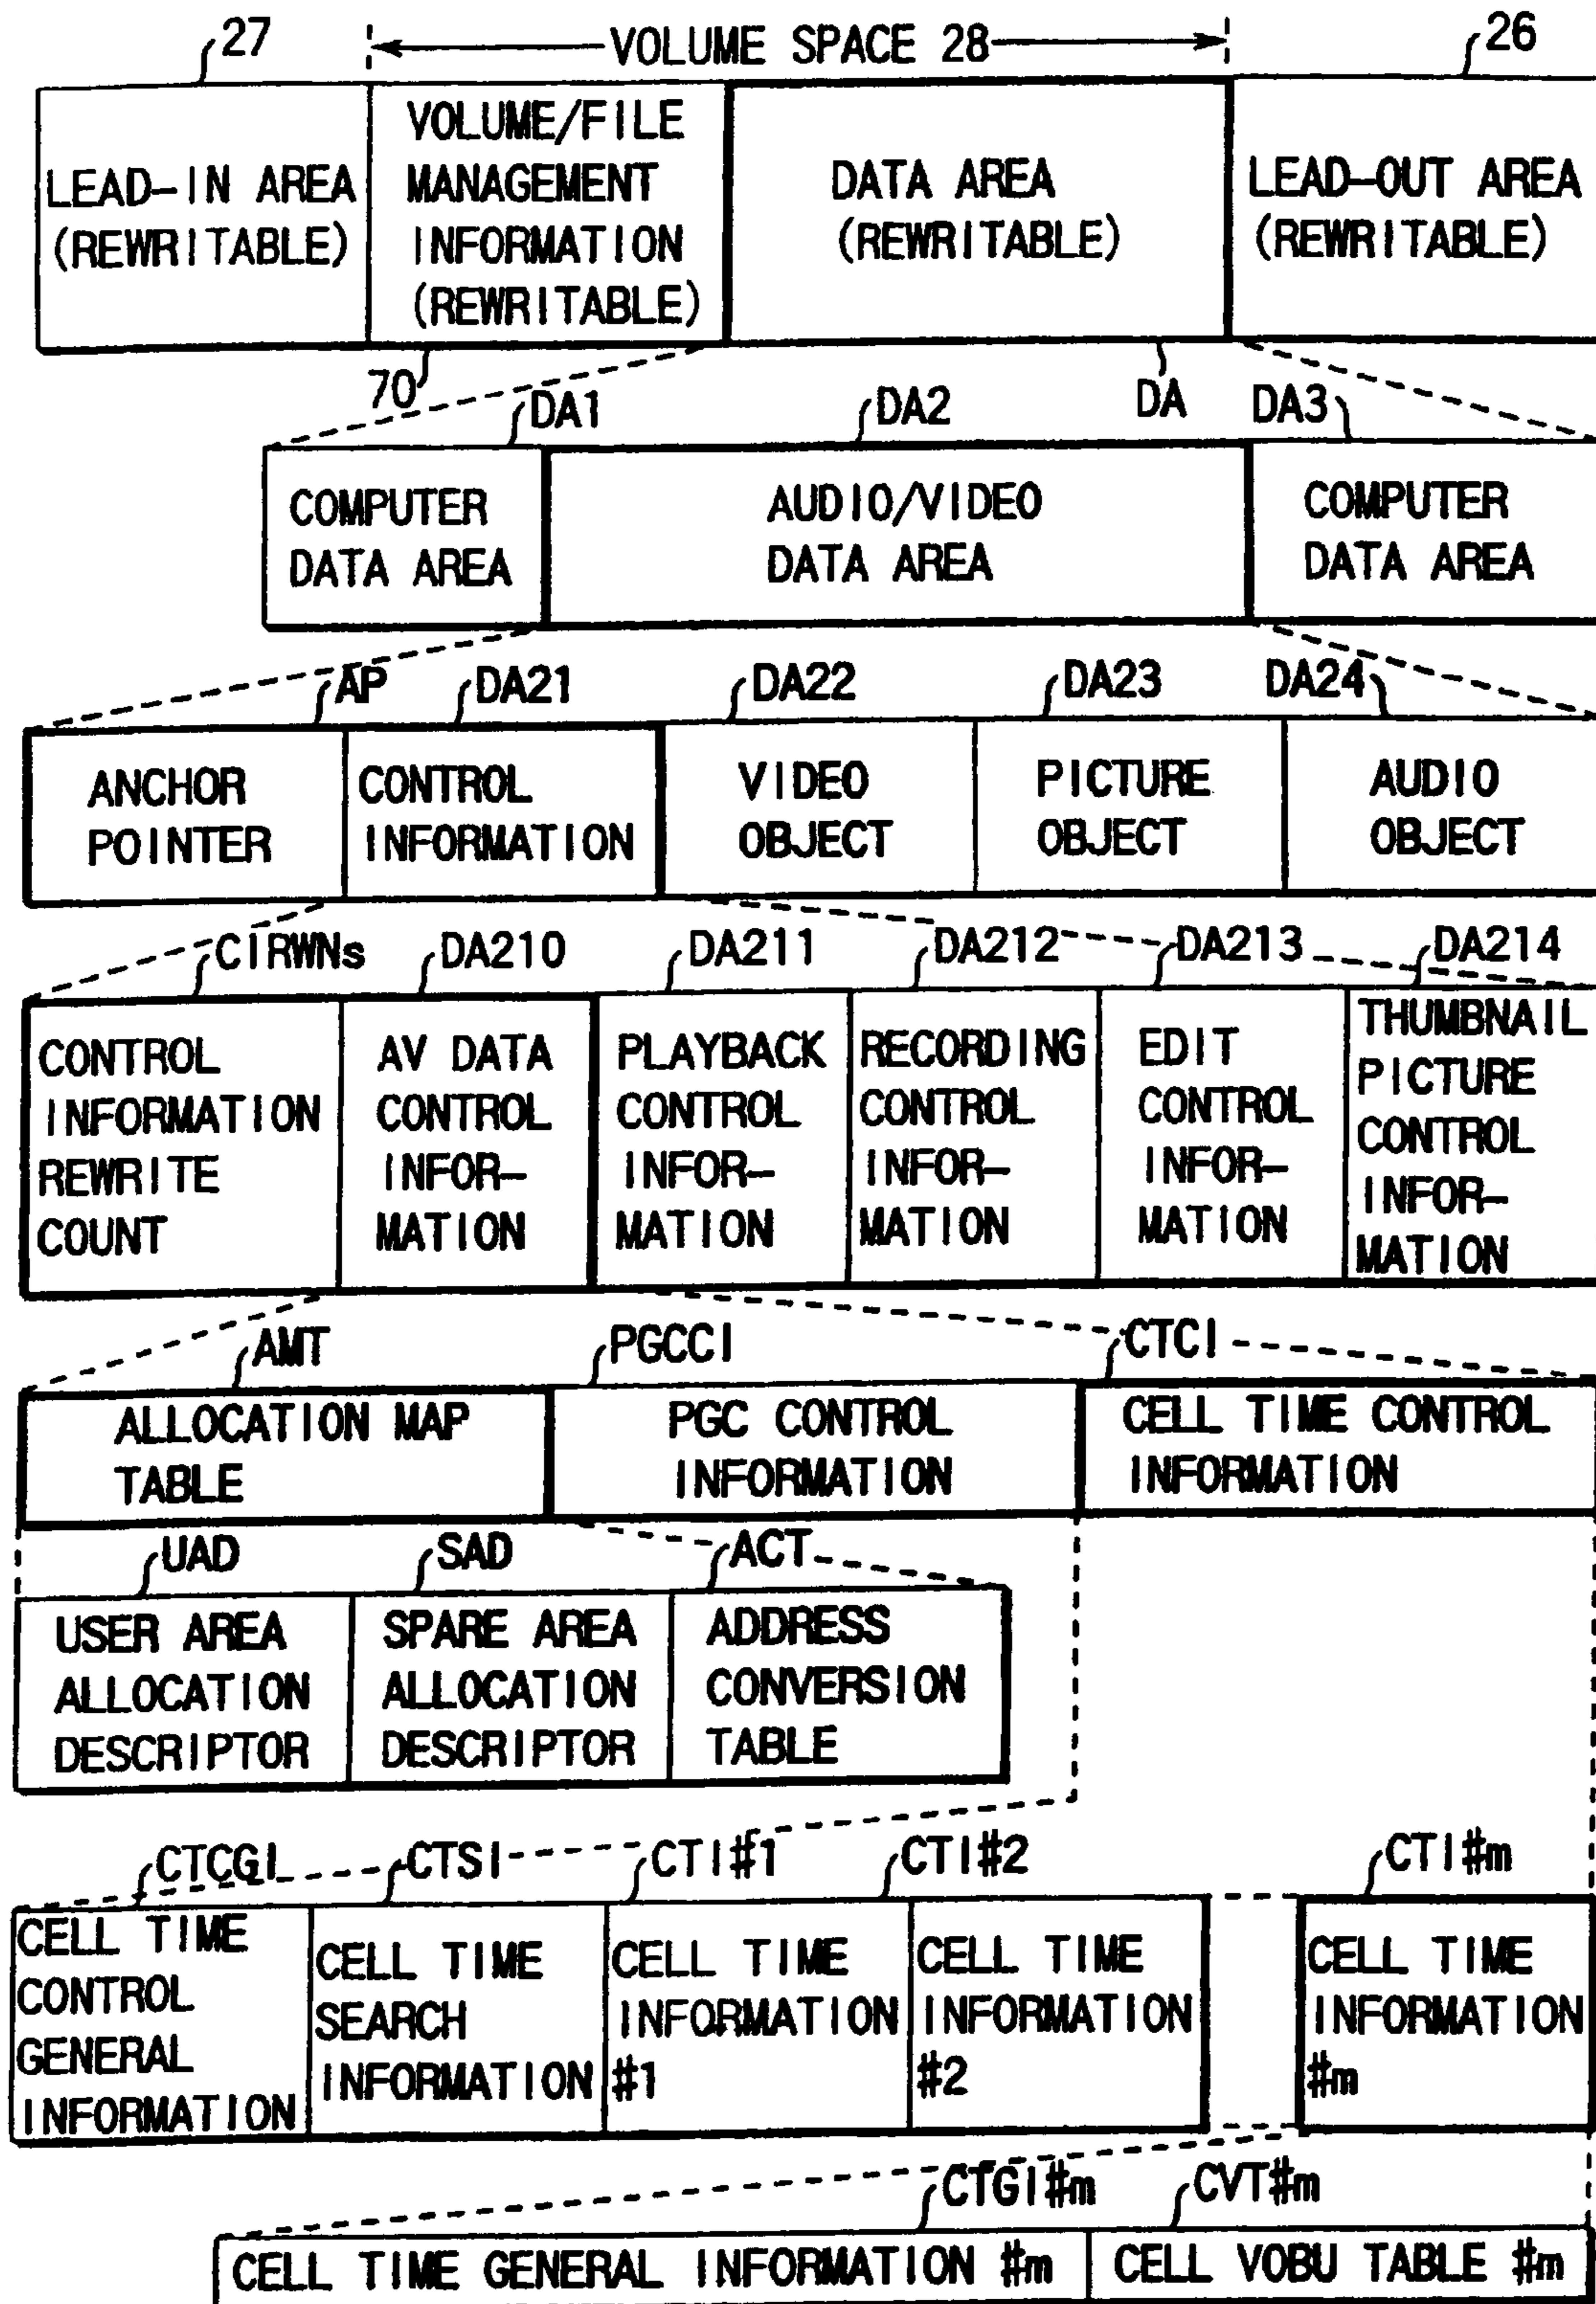 27
VOLUME SPACE 28
26
LEAD-IN AREA
(REWRITABLE)
VOLUME/FILE
MANAGEMENT
INFORMATION
(REWRITABLE)
DATA AREA
(REWRITABLE)
LEAD-OUT AREA
(REWRITABLE)
70
DA1
DA2
DA
DA3
COMPUTER
DATA AREA
AUDIO/VIDEO
DATA AREA
COMPUTER
DATA AREA
AP
DA21
DA22
DA23
DA24
ANCHOR
POINTER
CONTROL
INFORMATION
VIDEO
OBJECT
PICTURE
OBJECT
AUDIO
OBJECT
CIRWNs
DA210
DA211
DA212
DA213
DA214
CONTROL
INFORMATION
REWRITE
COUNT
AV DATA
CONTROL
INFOR-
MATION
PLAYBACK
CONTROL
INFOR-
MATION
RECORDING
CONTROL
INFOR-
MATION
EDIT
CONTROL
INFOR-
MATION
THUMBNAIL
PICTURE
CONTROL
INFOR-
MATION
AMT
PGCCI
CTCI
ALLOCATION MAP
TABLE
PGC CONTROL
INFORMATION
CELL TIME CONTROL
INFORMATION
UAD
SAD
ACT
USER AREA
ALLOCATION
DESCRIPTOR
SPARE AREA
ALLOCATION
DESCRIPTOR
ADDRESS
CONVERSION
TABLE
CTCGI
CTSI
CTI#1
CTI#2
CTI#m
CELL TIME
CONTROL
GENERAL
INFORMATION
CELL TIME
SEARCH
INFORMATION
CELL TIME
INFORMATION
#1
CELL TIME
INFORMATION
#2
CELL TIME
INFORMATION
#m
CTGI#m
CVT#m
CELL TIME GENERAL INFORMATION #m
CELL VOBU TABLE #m